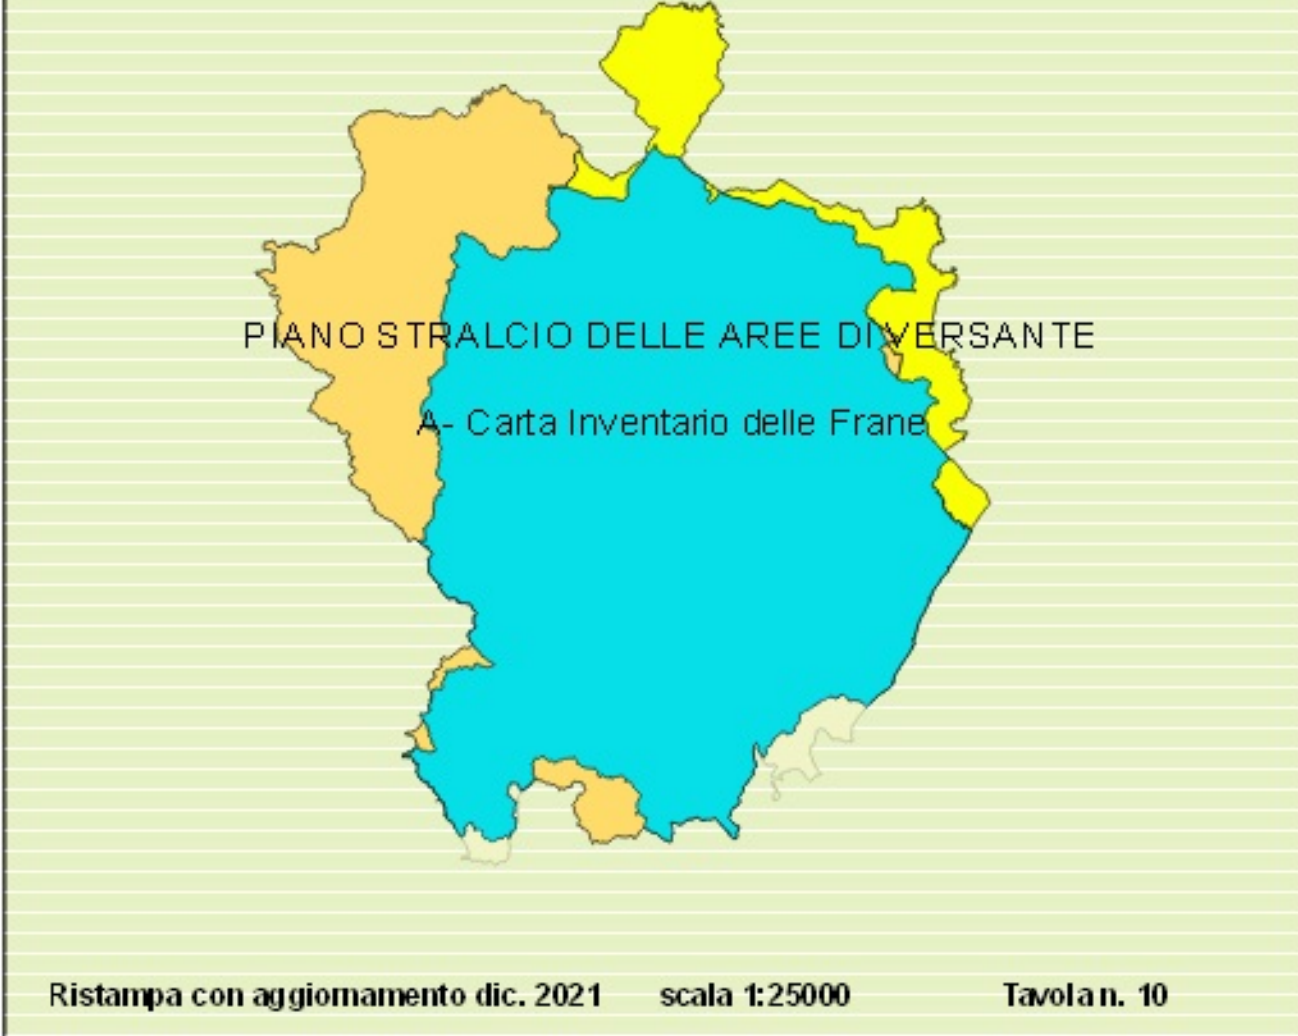 PIANO STRALCIO DELLE AREE DI VERSANTE
A- Carta Inventario delle Frane
Ristampa con aggiornamento dic. 2021 scala 1:25000 Tavola n. 10